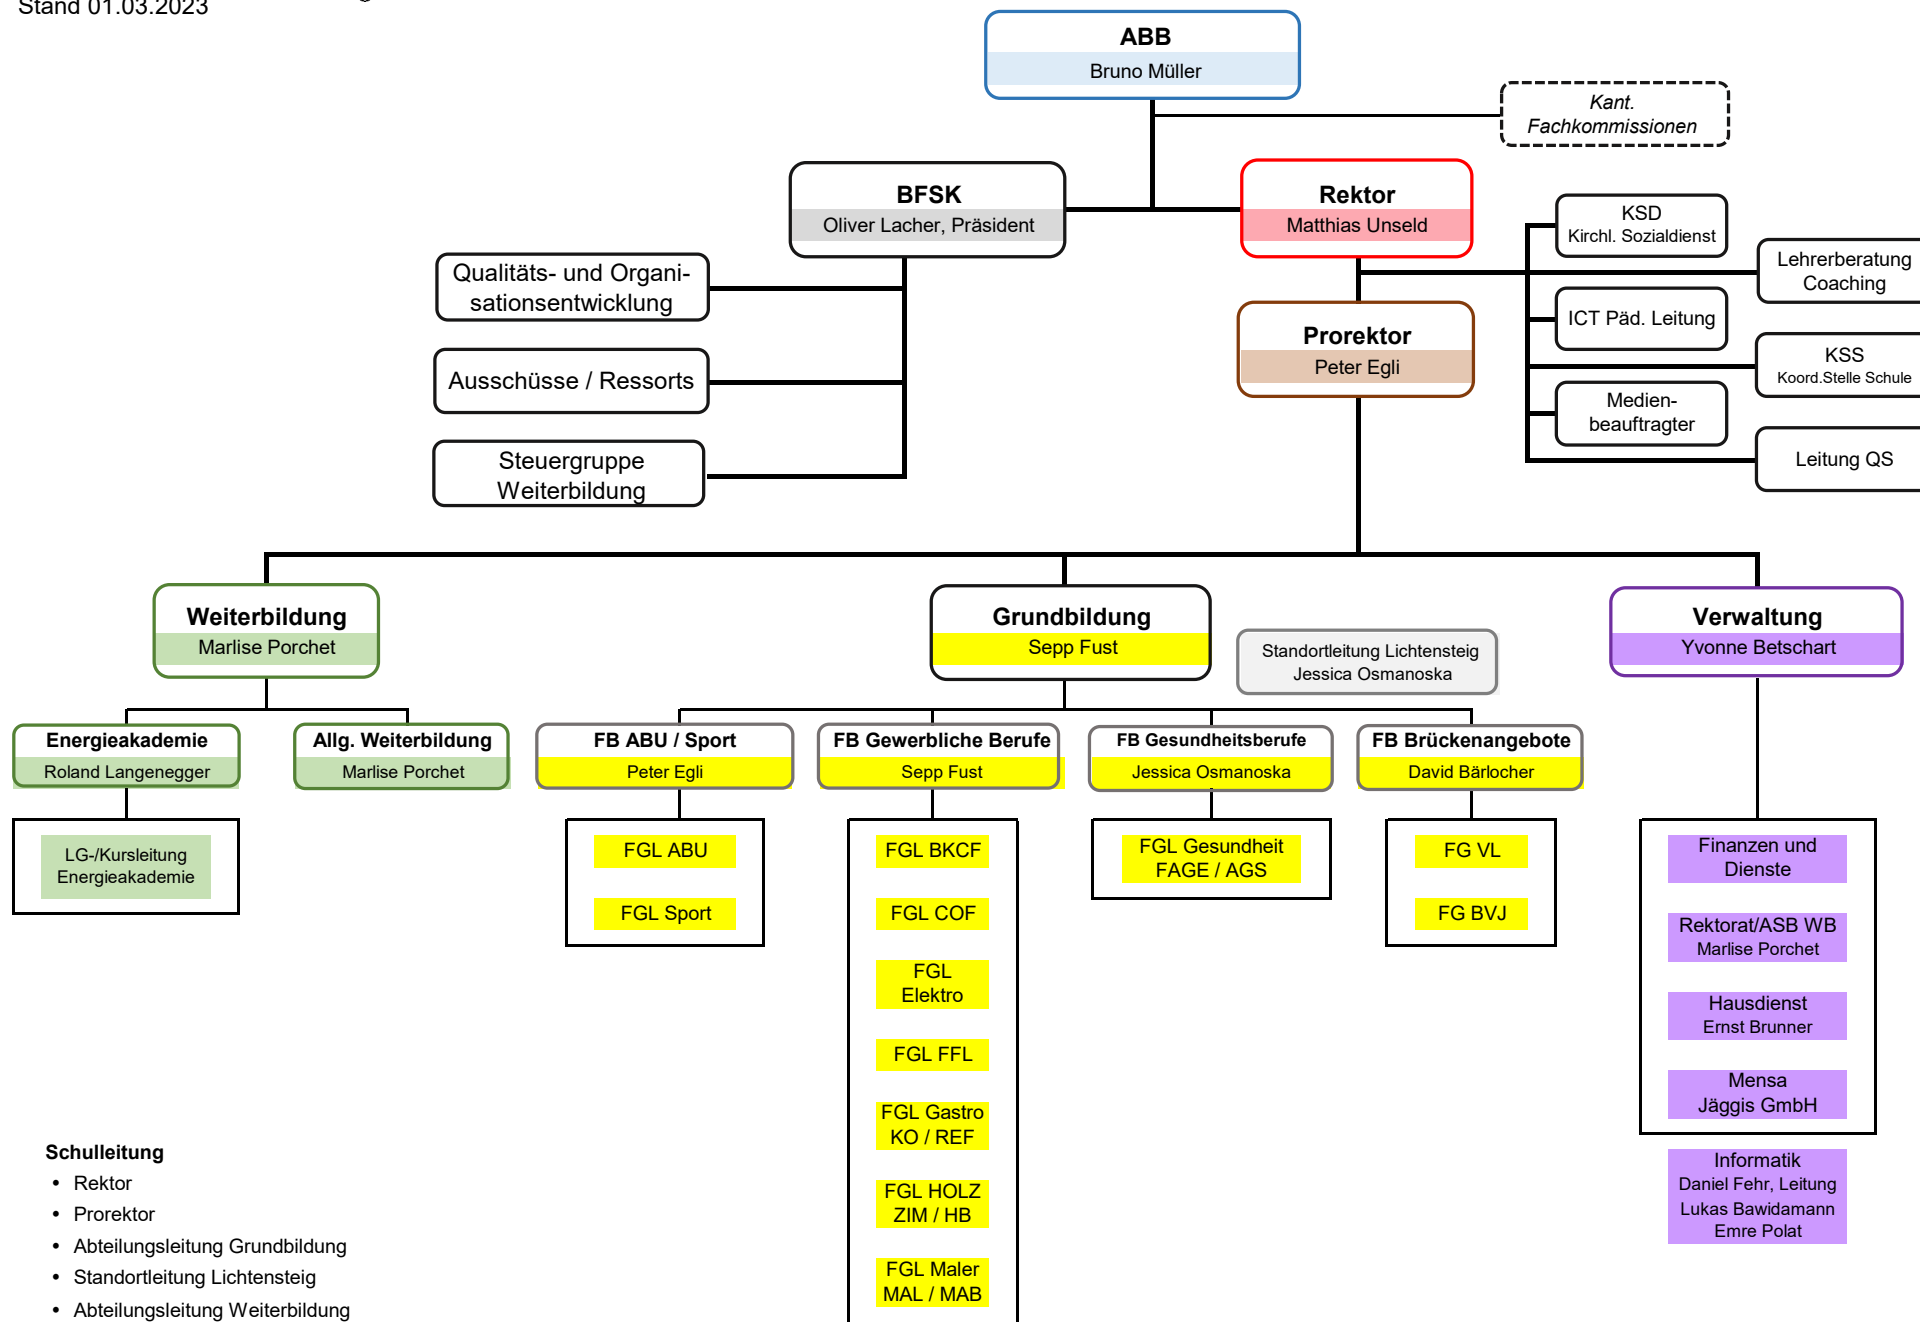 Stand 01.03.2023
ABB
Bruno Müller
Kant.
Fachkommissionen
BFSK
Oliver Lacher, Präsident
Rektor
Matthias Unseld
KSD
Kirchl. Sozialdienst
Lehrerberatung
Coaching
Qualitäts- und Organi-
sationsentwicklung
ICT Päd. Leitung
Prorektor
Peter Egli
KSS
Koord.Stelle Schule
Ausschüsse / Ressorts
Medien-
beauftragter
Steuergruppe
Weiterbildung
Leitung QS
Weiterbildung
Marlise Porchet
Grundbildung
Sepp Fust
Standortleitung Lichtensteig
Jessica Osmanoska
Verwaltung
Yvonne Betschart
Energieakademie
Roland Langenegger
Allg. Weiterbildung
Marlise Porchet
FB ABU / Sport
Peter Egli
FB Gewerbliche Berufe
Sepp Fust
FB Gesundheitsberufe
Jessica Osmanoska
FB Brückenangebote
David Bärlocher
LG-/Kursleitung
Energieakademie
FGL ABU
FGL Sport
FGL BKCF
FGL COF
FGL
Elektro
FGL FFL
FGL Gastro
KO / REF
FGL HOLZ
ZIM / HB
FGL Maler
MAL / MAB
FGL Gesundheit
FAGE / AGS
FG VL
FG BVJ
Finanzen und
Dienste
Rektorat/ASB WB
Marlise Porchet
Hausdienst
Ernst Brunner
Mensa
Jäggis GmbH
Informatik
Daniel Fehr, Leitung
Lukas Bawidamann
Emre Polat
Schulleitung
• Rektor
• Prorektor
• Abteilungsleitung Grundbildung
• Standortleitung Lichtensteig
• Abteilungsleitung Weiterbildung